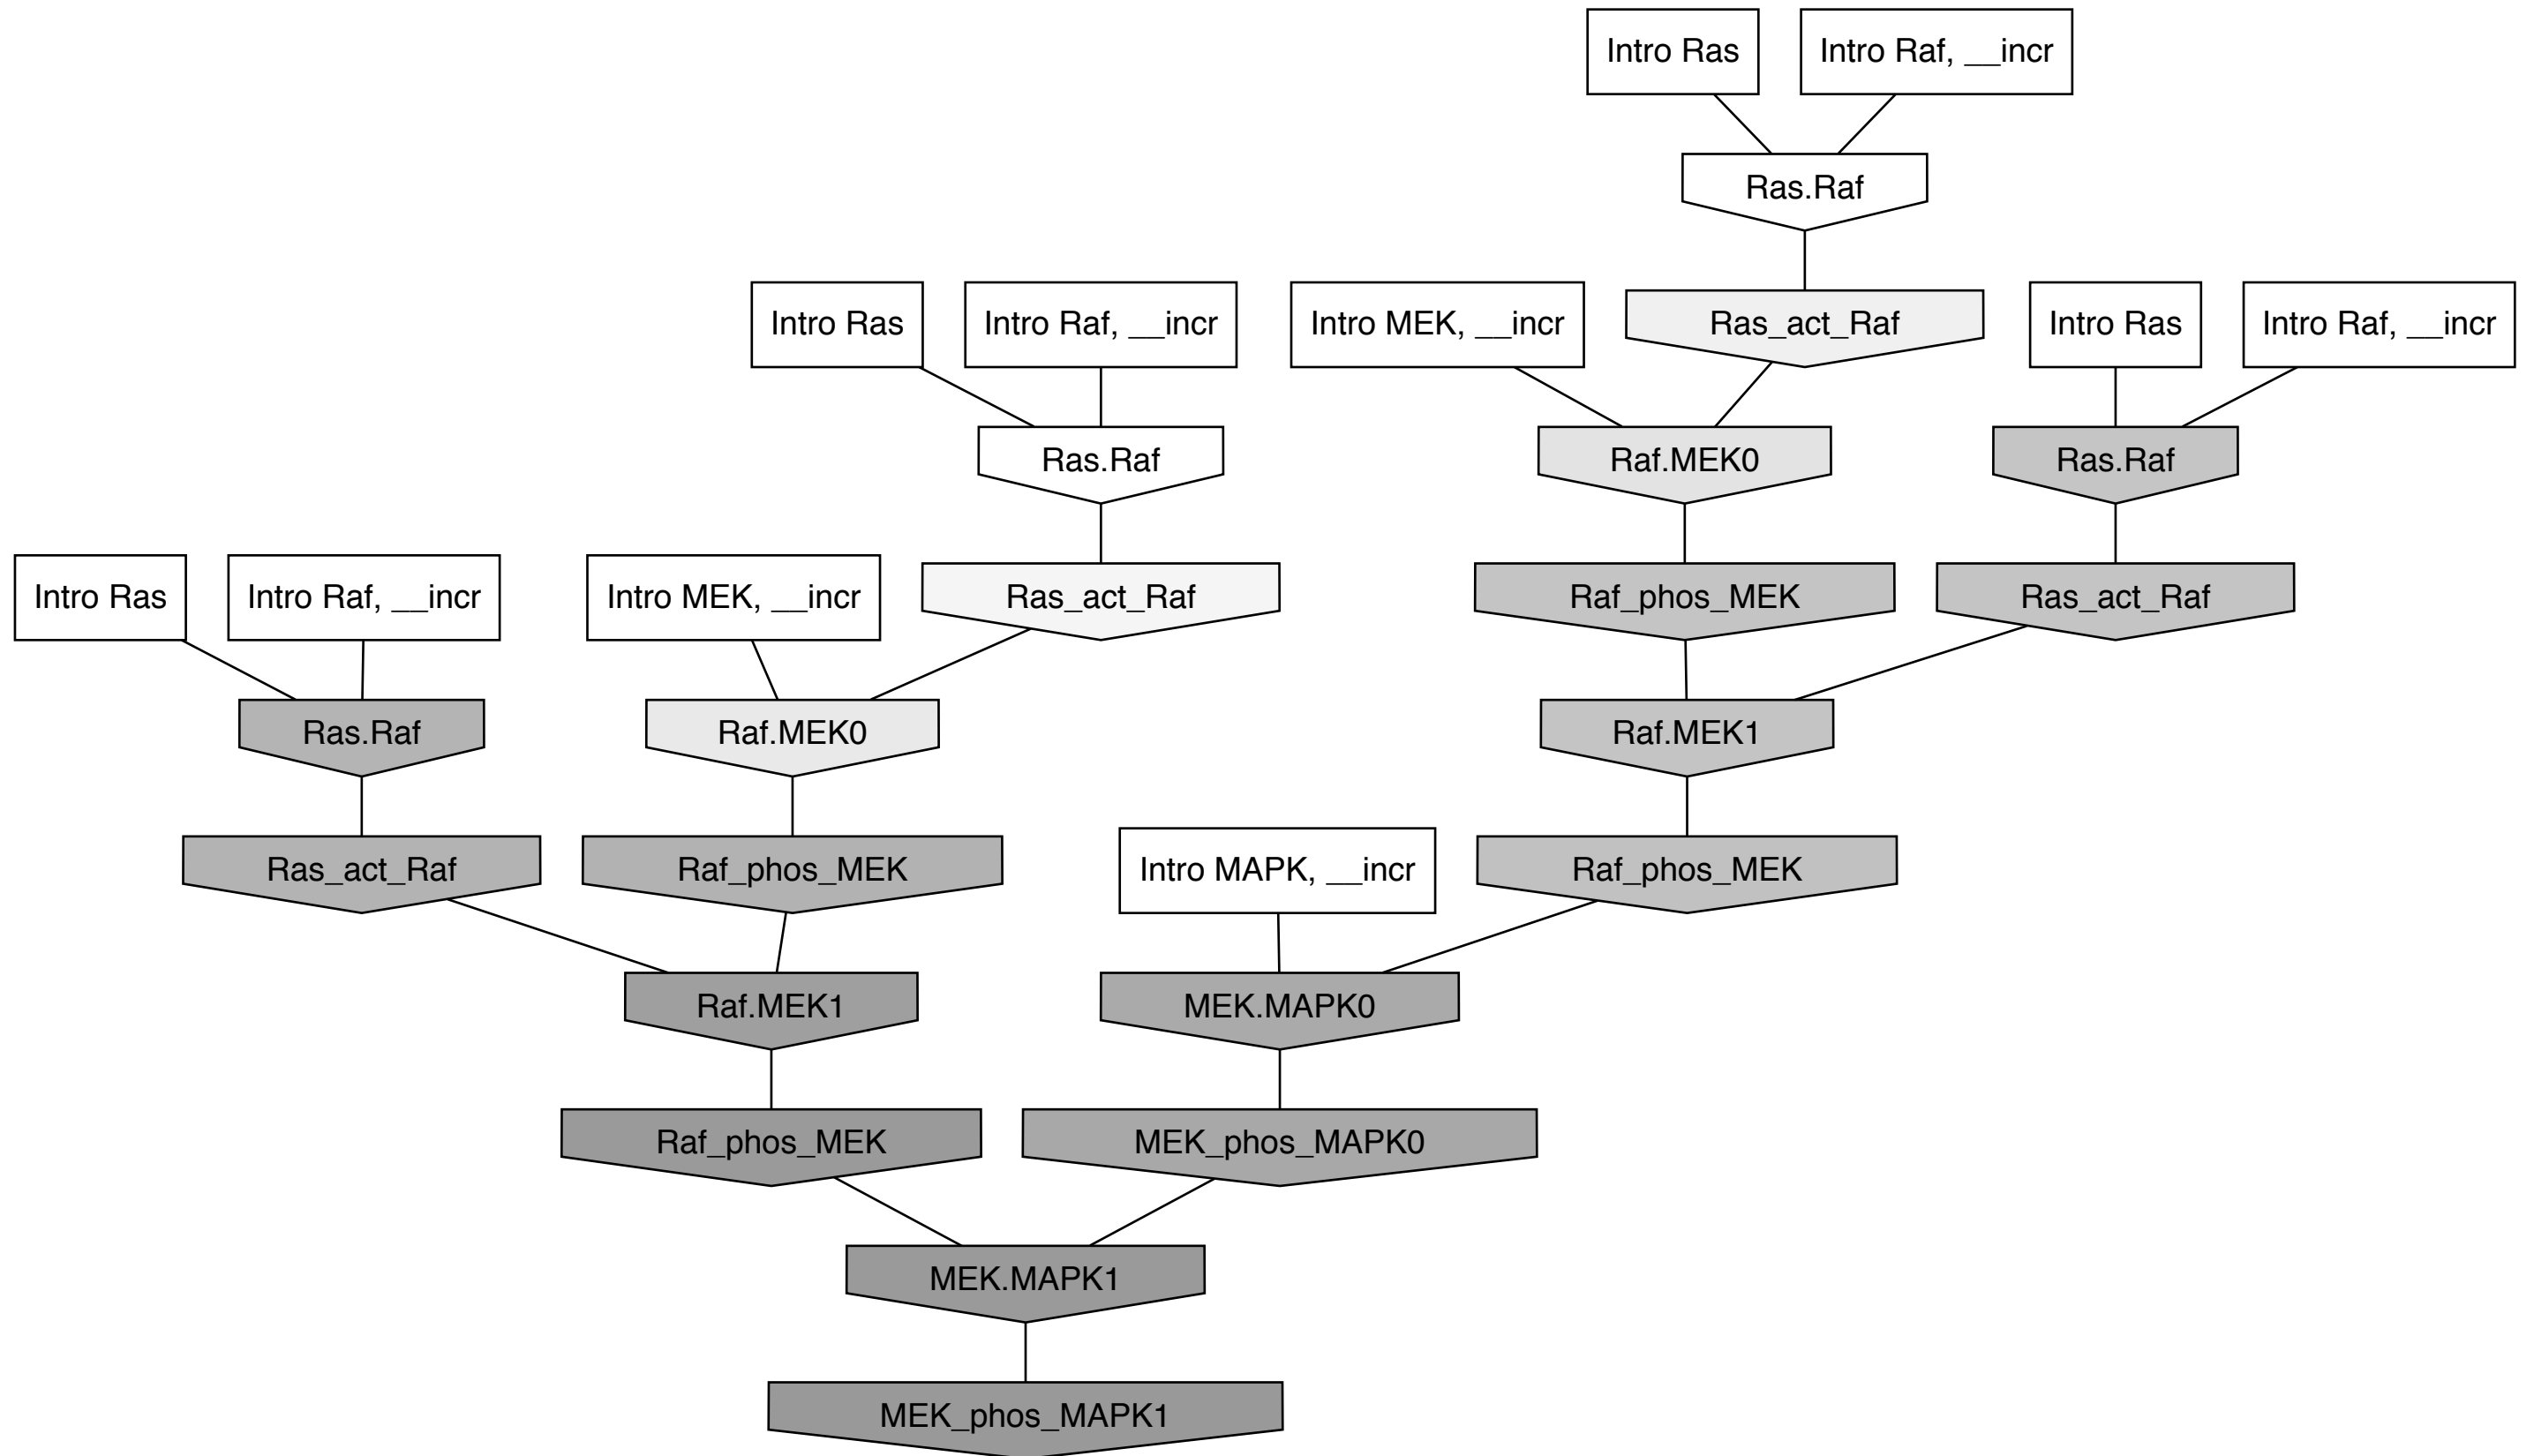 Intro Ras
Intro Raf, __incr
Ras.Raf
Intro Ras
Intro Raf, __incr
Intro MEK, __incr
Ras_act_Raf
Intro Ras
Intro Raf, __incr
Ras.Raf
Raf.MEK0
Ras.Raf
Intro Ras
Intro Raf, __incr
Intro MEK, __incr
Ras_act_Raf
Raf_phos_MEK
Ras_act_Raf
Ras.Raf
Raf.MEK0
Raf.MEK1
Ras_act_Raf
Raf_phos_MEK
Intro MAPK, __incr
Raf_phos_MEK
Raf.MEK1
MEK.MAPK0
Raf_phos_MEK
MEK_phos_MAPK0
MEK.MAPK1
MEK_phos_MAPK1